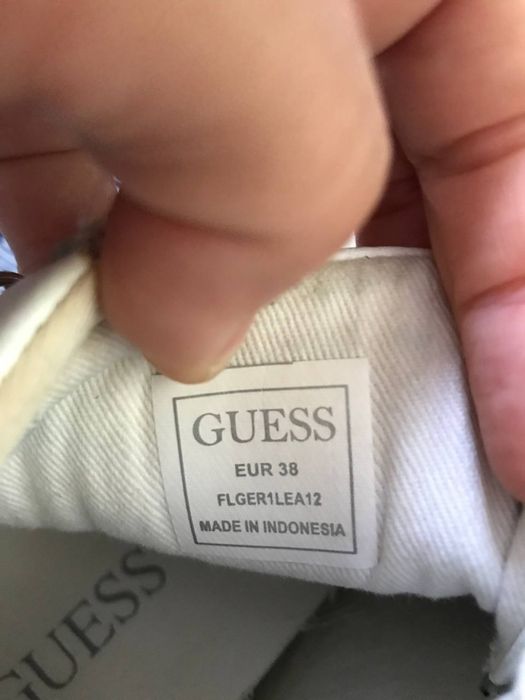 GUESS
EUR 38
FLGER1LEA12
MADE IN INDONESIA
GUESS